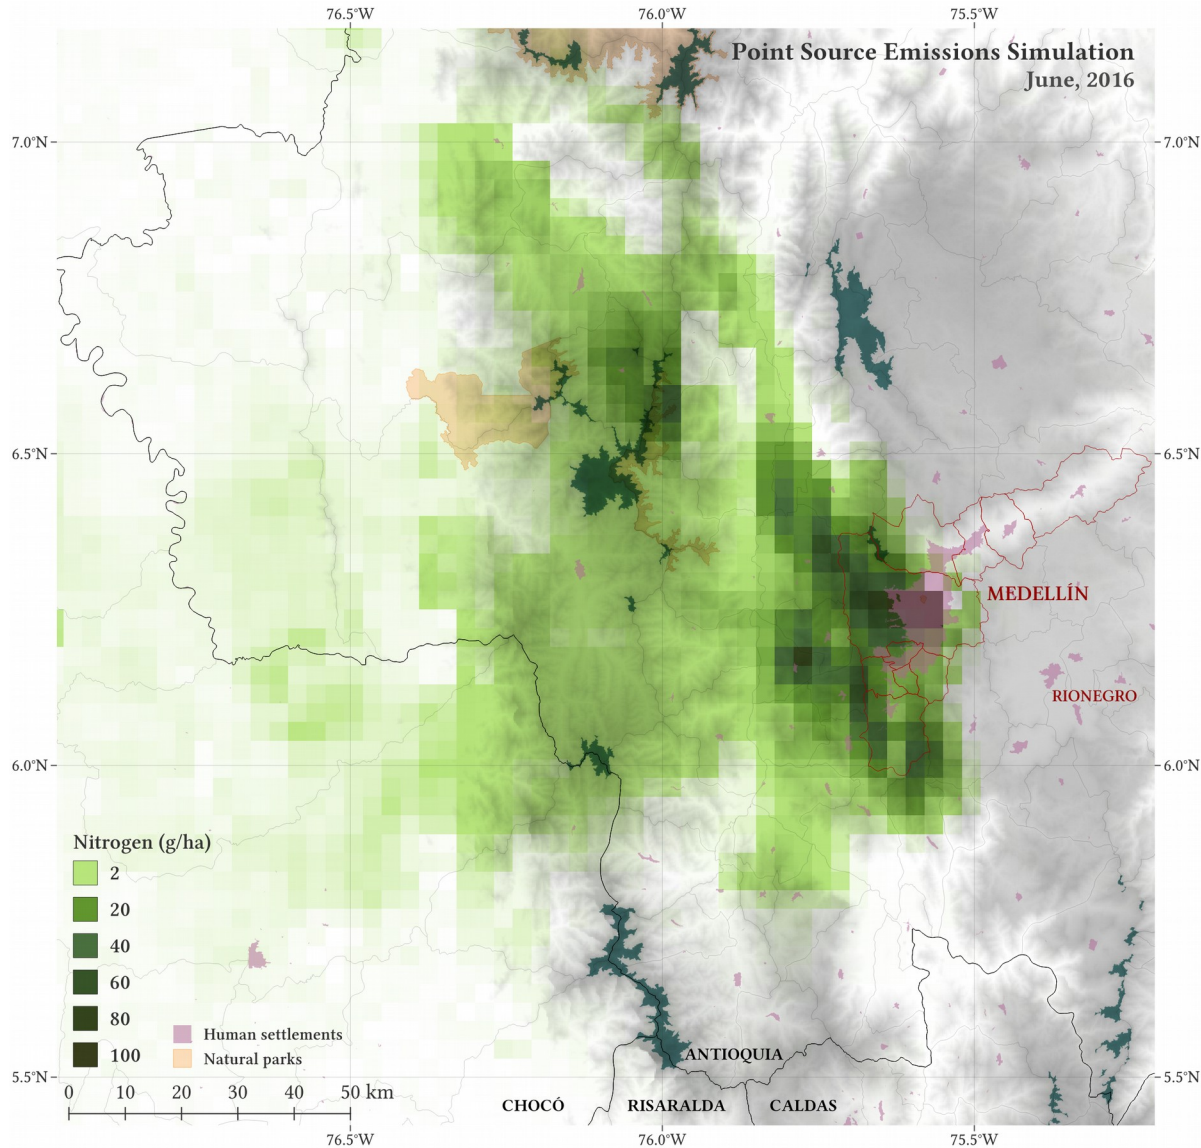 76.5°W 76.0°W 75.5°W
Point Source Emissions Simulation
June, 2016
7.0°N 7.0°N
6.5°N 6.5°N
MEDELLÍN
RIONEGRO
6.0°N 6.0°N
Nitrogen (g/ha)
2
20
40
60
80
100
Human settlements
Natural parks
ANTIOQUIA
5.5°N 5.5°N
0 10 20 30 40 50 km
CHOCÓ RISARALDA CALDAS
76.5°W 76.0°W 75.5°W